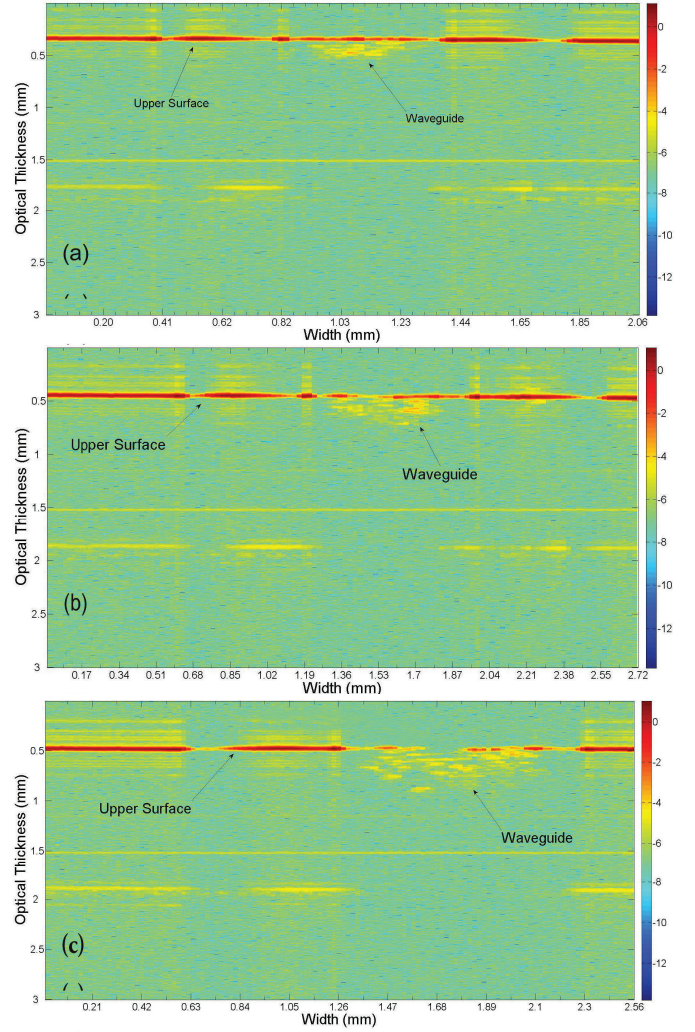 0.5
1
1.5
2
2.5
3
Optical Thickness (mm)
Upper Surface
Waveguide
(a)
0.20 0.41 0.62 0.82 1.03 1.23 1.44 1.65 1.85 2.06
Width (mm)
0
-2
-4
-6
-8
-10
-12
0.5
1
1.5
2
2.5
3
Optical Thickness (mm)
Upper Surface
Waveguide
(b)
0.17 0.34 0.51 0.68 0.85 1.02 1.19 1.36 1.53 1.7 1.87 2.04 2.21 2.38 2.55 2.72
Width (mm)
0
-2
-4
-6
-8
-10
-12
0.5
1
1.5
2
2.5
3
Optical Thickness (mm)
Upper Surface
Waveguide
(c)
0.21 0.42 0.63 0.84 1.05 1.26 1.47 1.68 1.89 2.1 2.3 2.56
Width (mm)
0
-2
-4
-6
-8
-10
-12